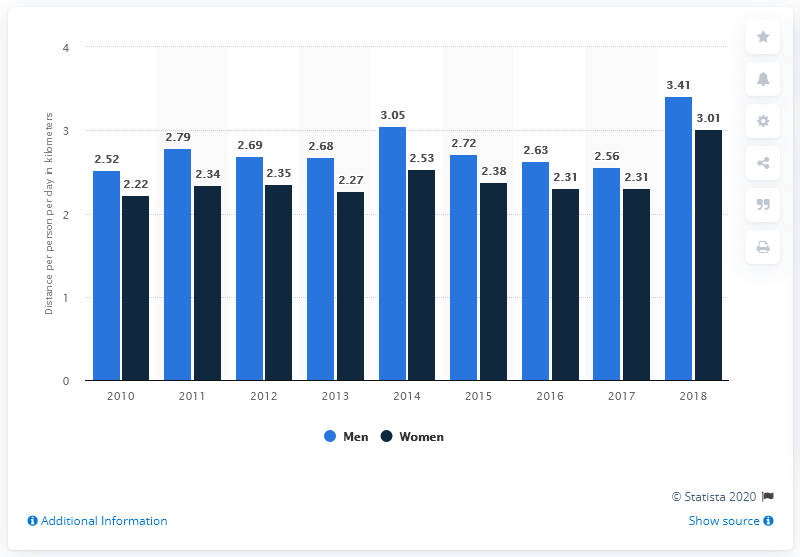 4
3
2
1
0
Distance per person per day in kilometers
2.52 2.22 2.79 2.34 2.69 2.35 2.68 2.27 3.05 2.53 2.72 2.38 2.63 2.31 2.56 2.31 3.41 3.01
2010 2011 2012 2013 2014 2015 2016 2017 2018
Men Women
© Statista 2020
Additional Information Show source